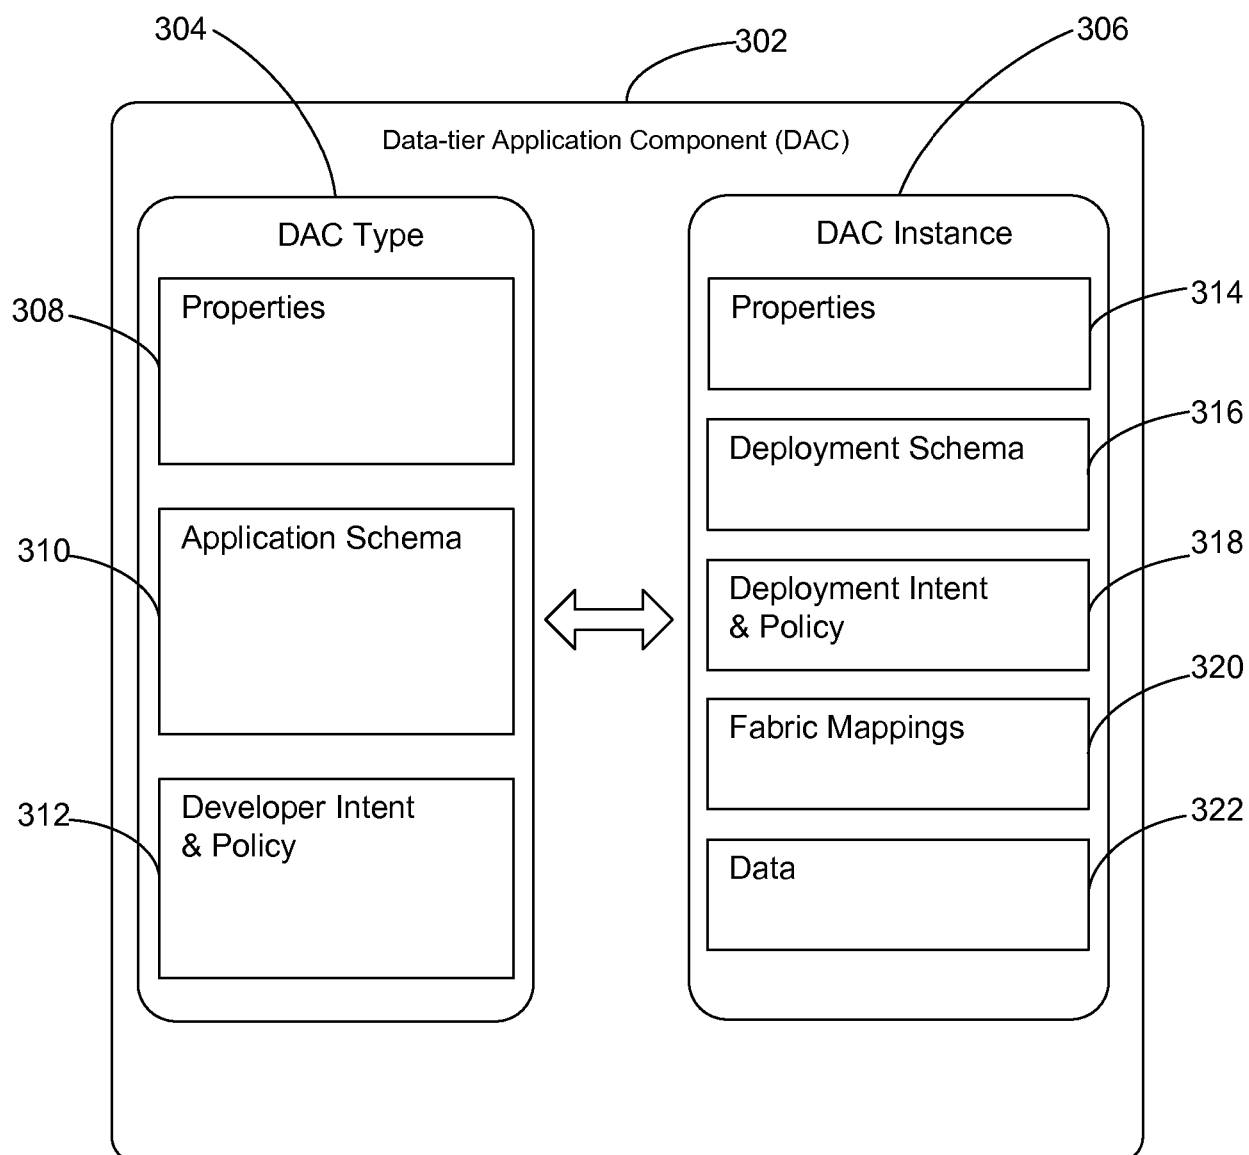 304
302
306
Data-tier Application Component (DAC)
DAC Type
308
Properties
310
Application Schema
312
Developer Intent
& Policy
DAC Instance
Properties
314
Deployment Schema
316
Deployment Intent
& Policy
318
Fabric Mappings
320
Data
322